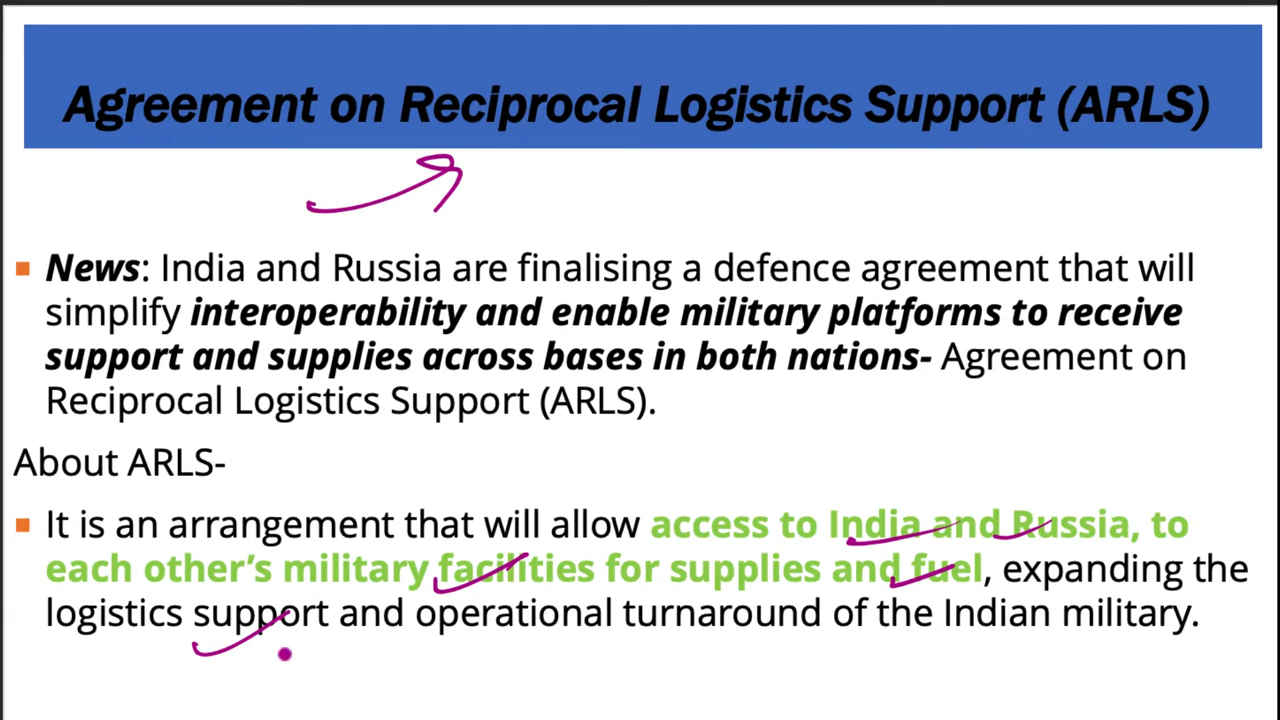 Agreement on Reciprocal Logistics Support (ARLS)
News: India and Russia are finalising a defence agreement that will
simplify interoperability and enable military platforms to receive
support and supplies across bases in both nations- Agreement on
Reciprocal Logistics Support (ARLS).
About ARLS-
It is an arrangement that will allow access to India and Russia, to
each other’s military facilities for supplies and fuel, expanding the
logistics support and operational turnaround of the Indian military.